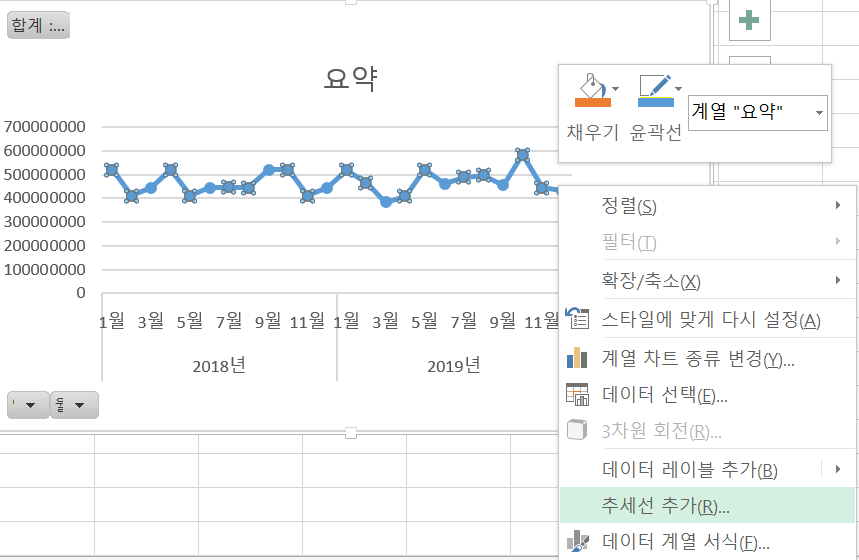 합계 :...
요약
700000000
600000000
500000000
400000000
300000000
200000000
100000000
0
1월 3월 5월 7월 9월 11월 1월 3월 5월 7월 9월 11월
2018년 2019년
채우기 윤곽선 계열 "요약"
정렬(S)
필터(T)
확장/축소(X)
스타일에 맞게 다시 설정(A)
계열 차트 종류 변경(Y)...
데이터 선택(E)...
3차원 회전(R)...
데이터 레이블 추가(B)
추세선 추가(R)...
데이터 계열 서식(F)...